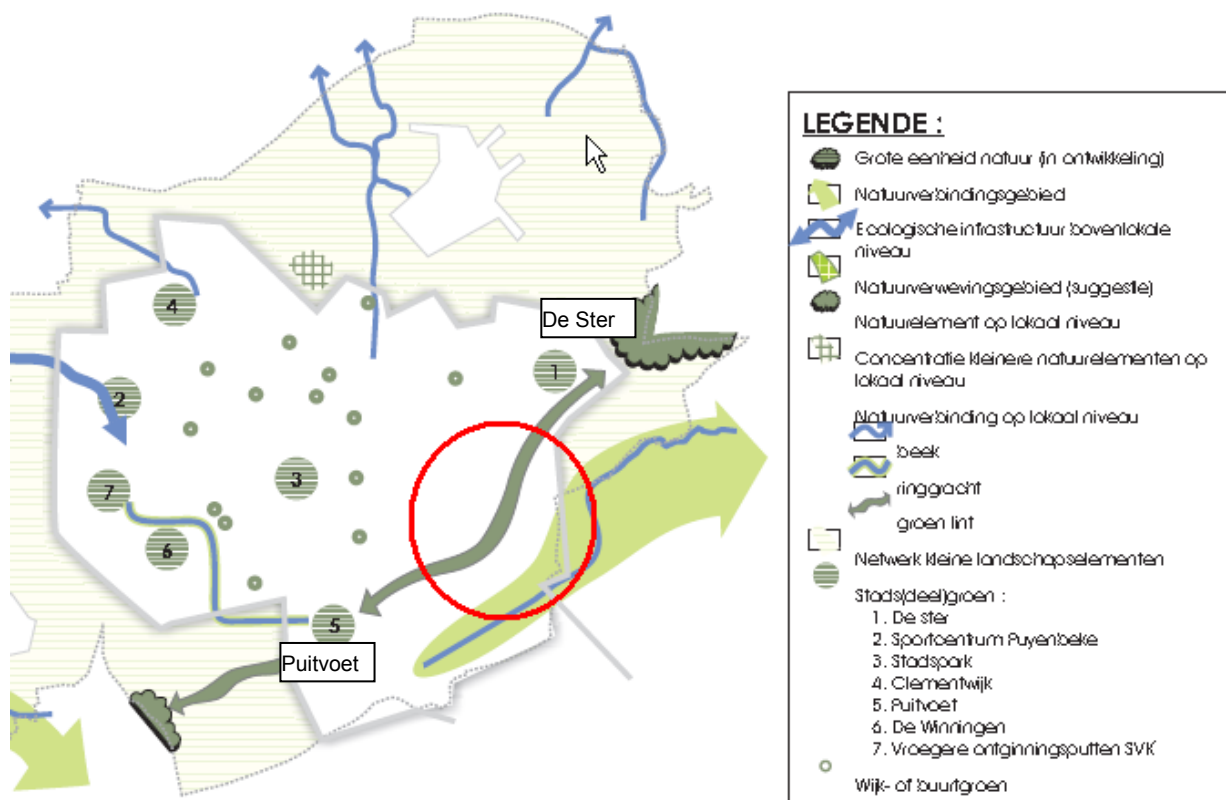 4
De Ster
1
2
3
7
6
5
Puitvoet
LEGENDE :
Grote eenheid natuur (in ontwikkeling)
Natuurverbindingsgebied
Ecologische infrastructuur bovenlokale
niveau
Natuurverwevingsgebied (suggestie)
Natuurelement op lokaal niveau
Concentratie kleinere natuurelementen op
lokaal niveau
Natuurverbinding op lokaal niveau
beek
ringgracht
groen lint
Netwerk kleine landschapselementen
Stads(deel)groen :
1. De ster
2. Sportcentrum Puyenbeke
3. Stadspark
4. Clementwijk
5. Puitvoet
6. De Winningen
7. Vroegere ontginningsputten SVK
Wijk- of buurtgroen